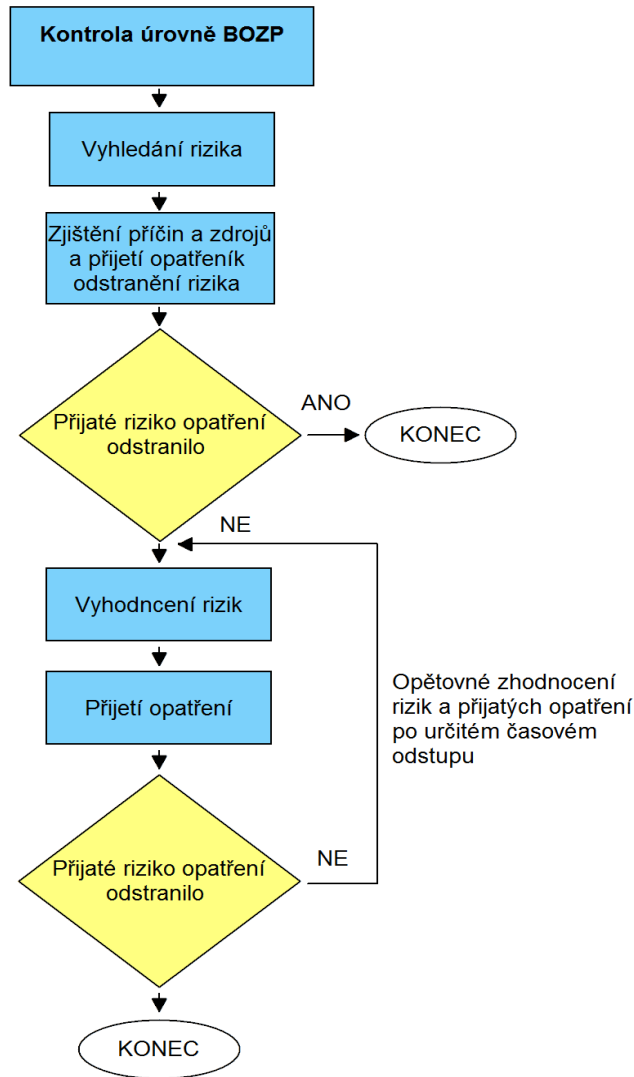 Kontrola úrovně BOZP
Vyhledání rizika
Zjištění příčin a zdrojů
a přijetí opatřeník
odstranění rizika
Přijaté riziko opatření
odstranilo
ANO
KONEC
NE
Vyhodncení rizik
Přijetí opatření
Opětovné zhodnocení
rizik a přijatých opatření
po určitém časovém
odstupu
Přijaté riziko opatření
odstranilo
NE
KONEC